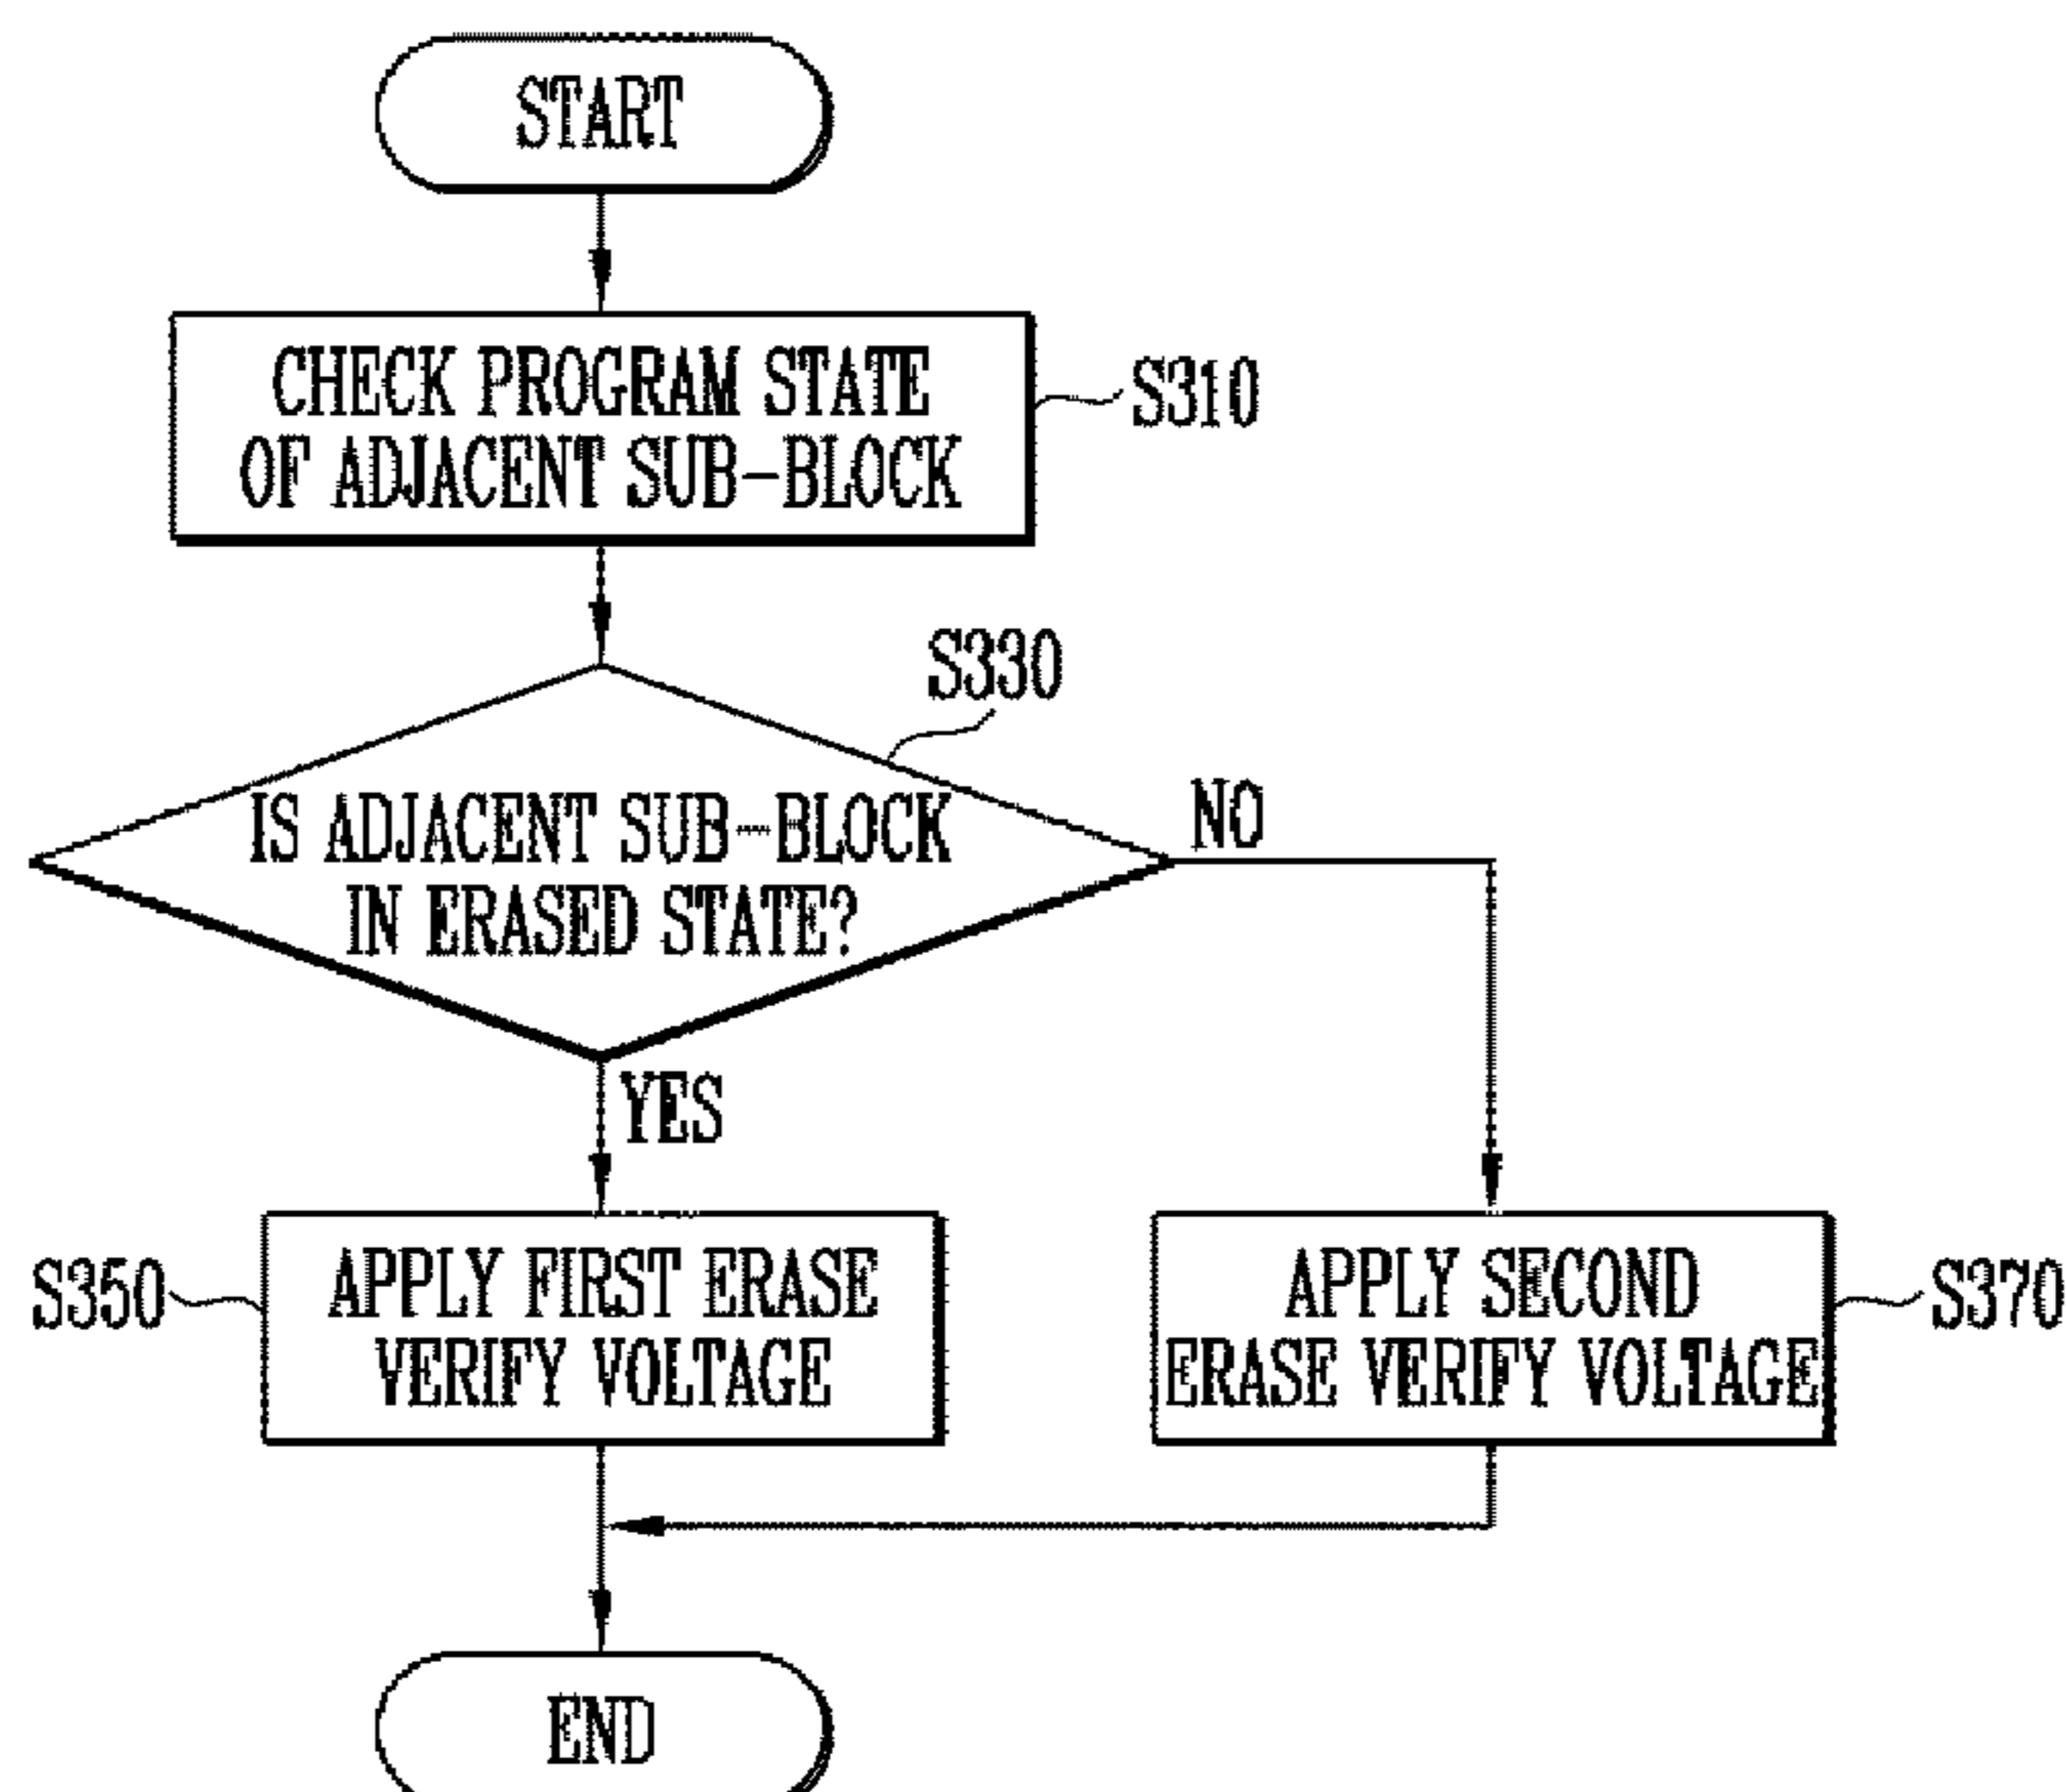 START
CHECK PROGRAM STATE
OF ADJACENT SUB-BLOCK
S310
S330
IS ADJACENT SUB-BLOCK
IN ERASED STATE?
NO
YES
S350
APPLY FIRST ERASE
VERIFY VOLTAGE
APPLY SECOND
ERASE VERIFY VOLTAGE
S370
END